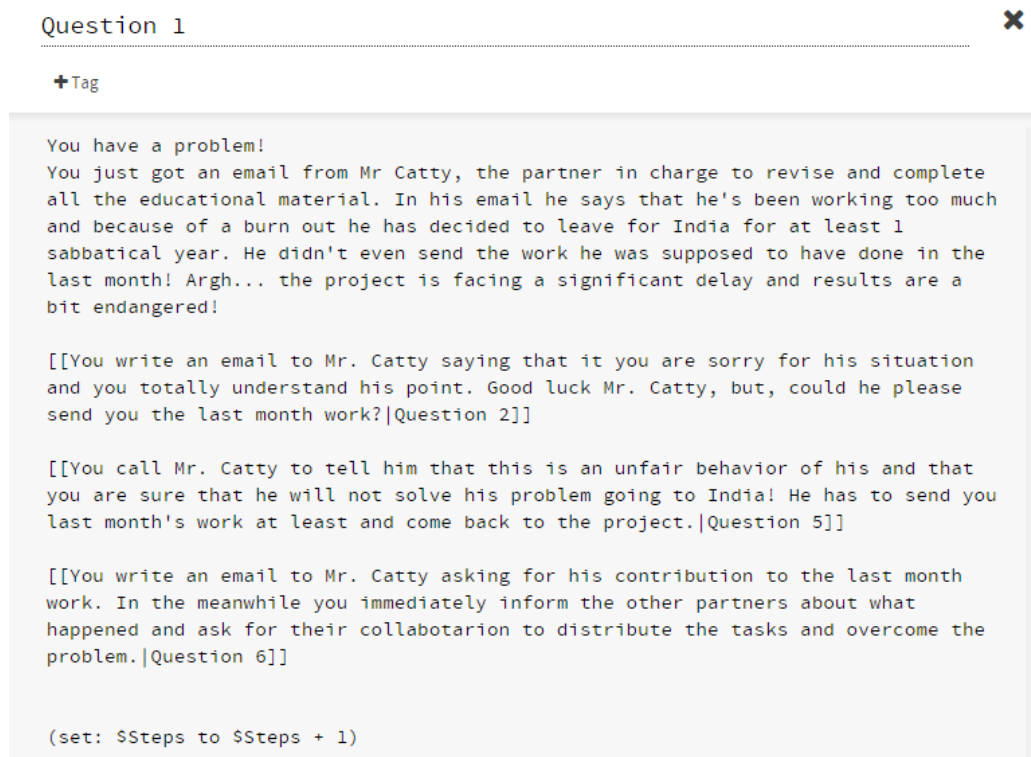 Question 1
+Tag
You have a problem!
You just got an email from Mr Catty, the partner in charge to revise and complete
all the educational material. In his email he says that he's been working too much
and because of a burn out he has decided to leave for India for at least 1
sabbatical year. He didn't even send the work he was supposed to have done in the
last month! Argh... the project is facing a significant delay and results are a
bit endangered!
[[You write an email to Mr. Catty saying that it you are sorry for his situation
and you totally understand his point. Good luck Mr. Catty, but, could he please
send you the last month work?|Question 2]]
[[You call Mr. Catty to tell him that this is an unfair behavior of his and that
you are sure that he will not solve his problem going to India! He has to send you
last month's work at least and come back to the project.|Question 5]]
[[You write an email to Mr. Catty asking for his contribution to the last month
work. In the meanwhile you immediately inform the other partners about what
happened and ask for their collabotarion to distribute the tasks and overcome the
problem.|Question 6]]
(set: $Steps to $Steps + 1)